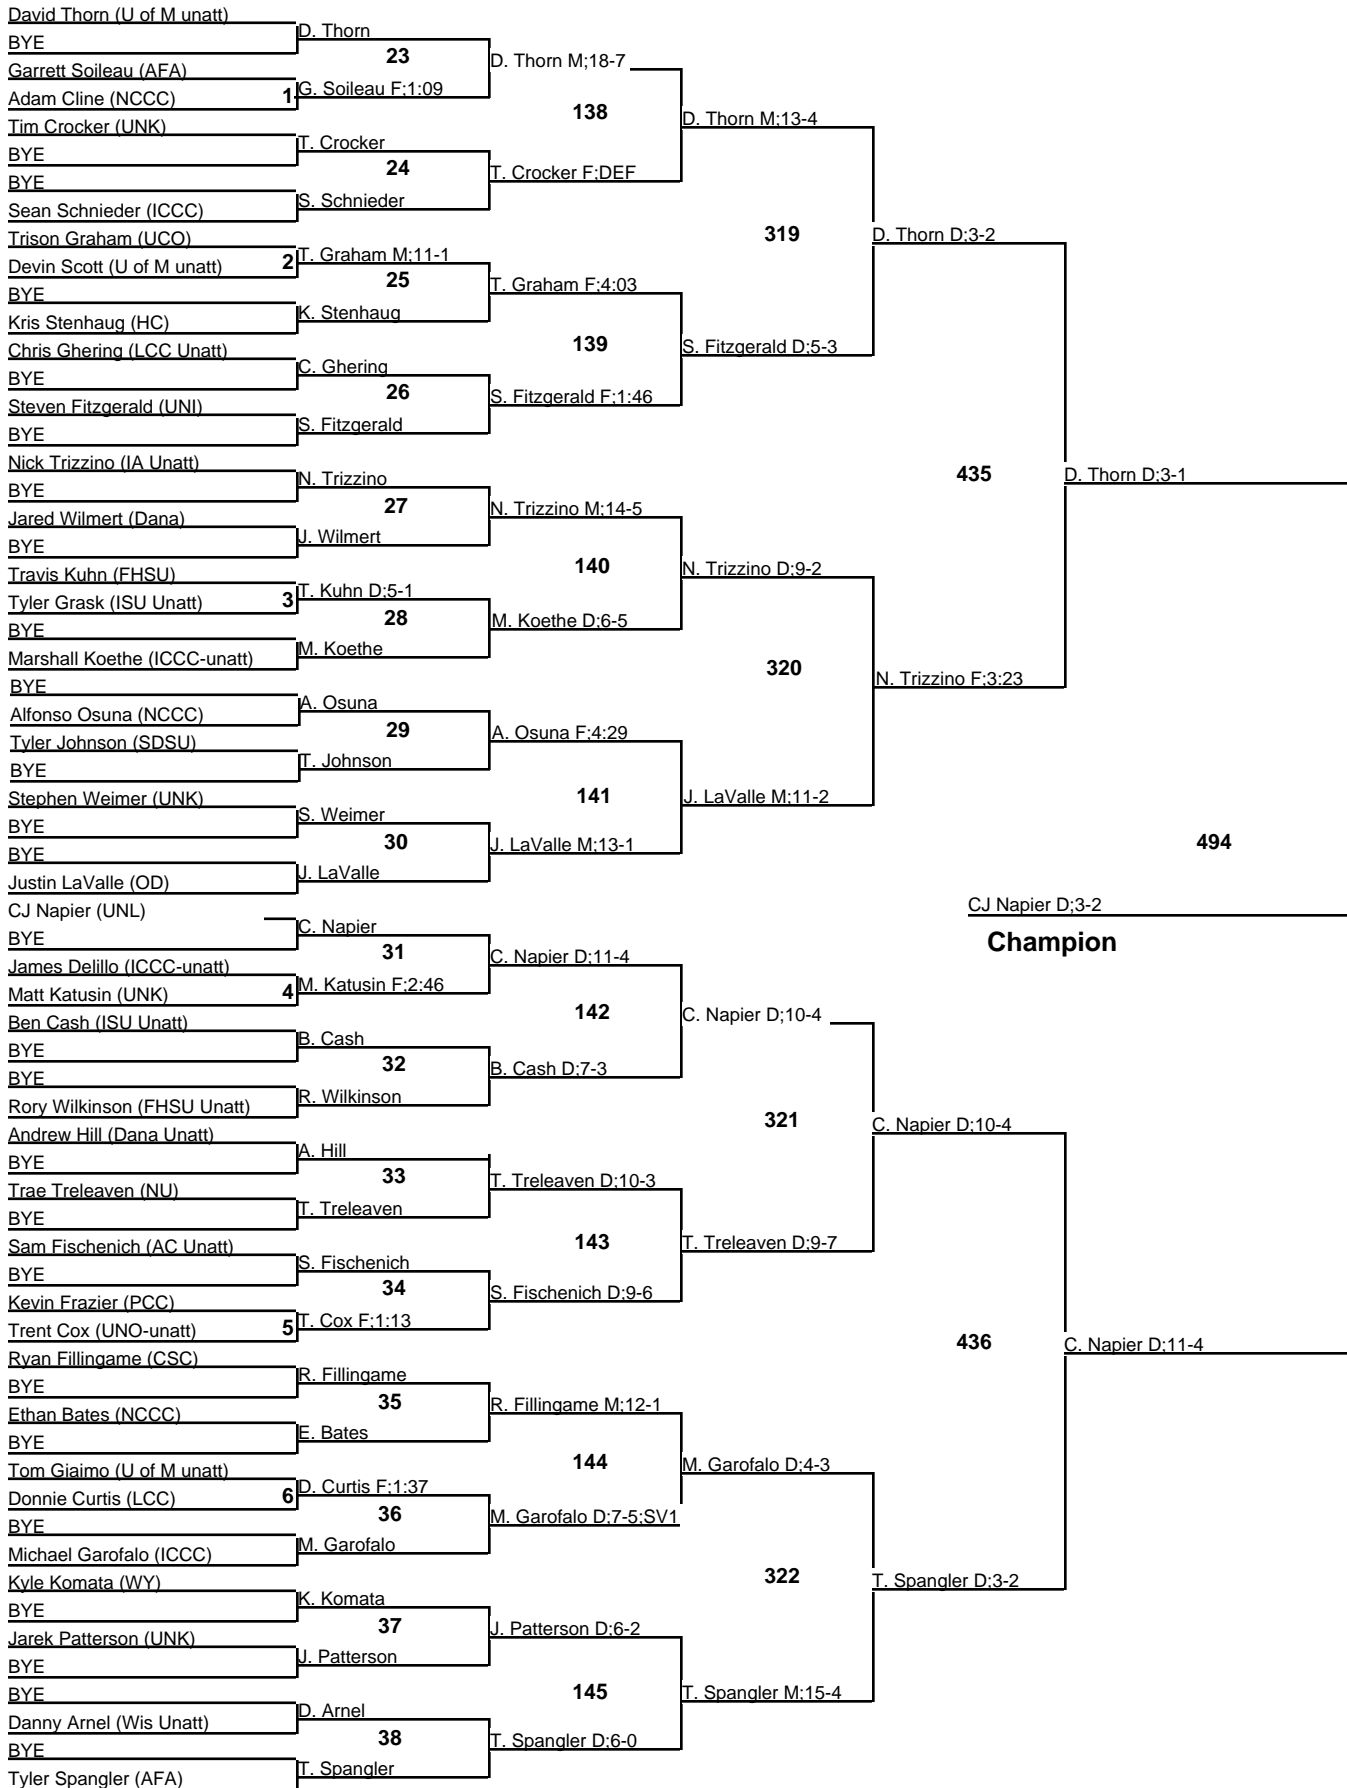 David Thorn (U of M unatt)
BYE
Garrett Soileau (AFA)
Adam Cline (NCCC)
Tim Crocker (UNK)
BYE
BYE
Sean Schnieder (ICCC)
Trison Graham (UCO)
Devin Scott (U of M unatt)
BYE
Kris Stenhaug (HC)
Chris Ghering (LCC Unatt)
BYE
Steven Fitzgerald (UNI)
BYE
Nick Trizzino (IA Unatt)
BYE
Jared Wilmert (Dana)
BYE
Travis Kuhn (FHSU)
Tyler Grask (ISU Unatt)
BYE
Marshall Koethe (ICCC-unatt)
BYE
Alfonso Osuna (NCCC)
Tyler Johnson (SDSU)
BYE
Stephen Weimer (UNK)
BYE
BYE
Justin LaValle (OD)
CJ Napier (UNL)
BYE
James Delillo (ICCC-unatt)
Matt Katusin (UNK)
Ben Cash (ISU Unatt)
BYE
BYE
Rory Wilkinson (FHSU Unatt)
Andrew Hill (Dana Unatt)
BYE
Trae Treleaven (NU)
BYE
Sam Fischenich (AC Unatt)
BYE
Kevin Frazier (PCC)
Trent Cox (UNO-unatt)
Ryan Fillingame (CSC)
BYE
Ethan Bates (NCCC)
BYE
Tom Giaimo (U of M unatt)
Donnie Curtis (LCC)
BYE
Michael Garofalo (ICCC)
Kyle Komata (WY)
BYE
Jarek Patterson (UNK)
BYE
BYE
Danny Arnel (Wis Unatt)
BYE
Tyler Spangler (AFA)
D. Thorn
23
1 G. Soileau F;1:09
T. Crocker
24
S. Schnieder
2 T. Graham M;11-1
25
K. Stenhaug
C. Ghering
26
S. Fitzgerald
N. Trizzino
27
J. Wilmert
3 T. Kuhn D;5-1
28
M. Koethe
A. Osuna
29
T. Johnson
S. Weimer
30
J. LaValle
C. Napier
31
4 M. Katusin F;2:46
B. Cash
32
R. Wilkinson
A. Hill
33
T. Treleaven
S. Fischenich
34
5 T. Cox F;1:13
R. Fillingame
35
E. Bates
6 D. Curtis F;1:37
36
M. Garofalo
K. Komata
37
J. Patterson
D. Arnel
38
T. Spangler
D. Thorn M;18-7
138
T. Crocker F;DEF
T. Graham F;4:03
139
S. Fitzgerald F;1:46
N. Trizzino M;14-5
140
M. Koethe D;6-5
A. Osuna F;4:29
141
J. LaValle M;13-1
C. Napier D;11-4
142
B. Cash D;7-3
T. Treleaven D;10-3
143
S. Fischenich D;9-6
R. Fillingame M;12-1
144
M. Garofalo D;7-5;SV1
J. Patterson D;6-2
145
T. Spangler D;6-0
D. Thorn M;13-4
319
S. Fitzgerald D;5-3
N. Trizzino D;9-2
320
J. LaValle M;11-2
C. Napier D;10-4
321
T. Treleaven D;9-7
M. Garofalo D;4-3
322
T. Spangler M;15-4
D. Thorn D;3-2
435
N. Trizzino F;3:23
C. Napier D;10-4
436
T. Spangler D;3-2
D. Thorn D;3-1
494
C. Napier D;11-4
CJ Napier D;3-2
Champion